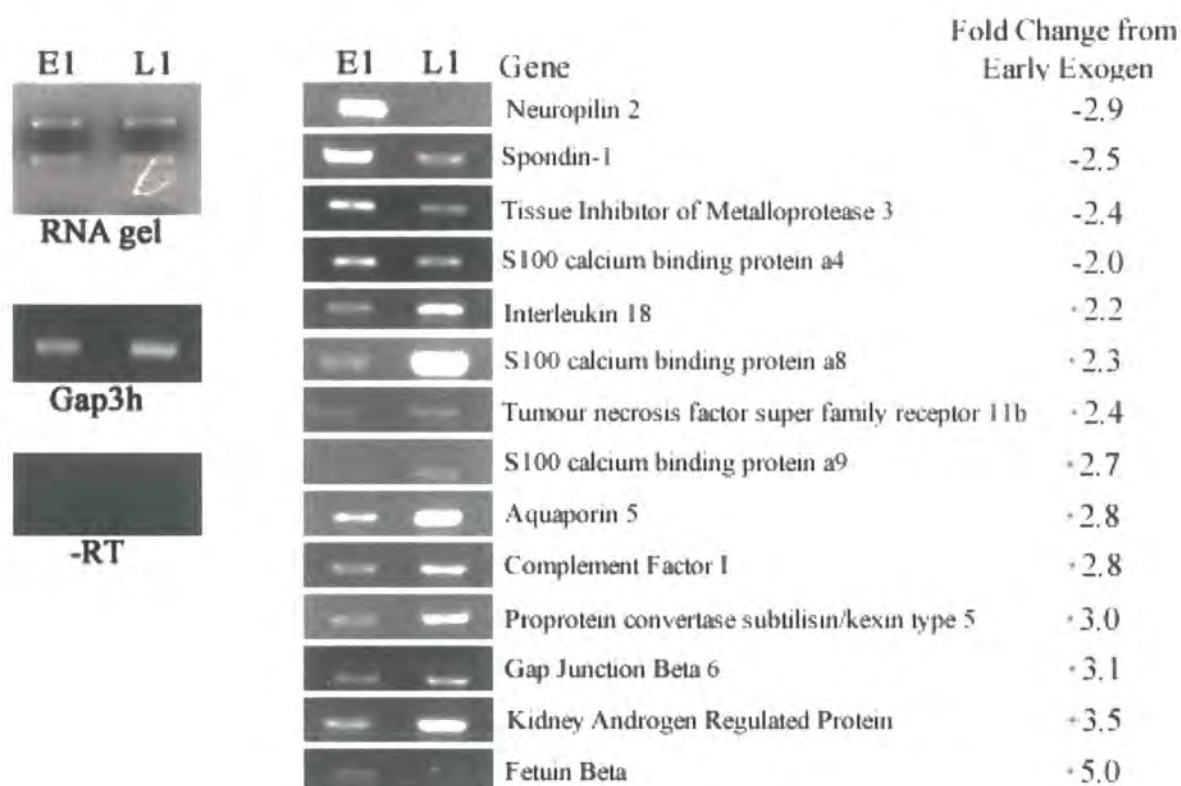 E1 L1
RNA gel
Gap3h
-RT
Fold Change from
E1 L1 Gene Early Exogen
Neuropilin 2 -2.9
Spondin-1 -2.5
Tissue Inhibitor of Metalloprotease 3 -2.4
S100 calcium binding protein a4 -2.0
Interleukin 18 +2.2
S100 calcium binding protein a8 +2.3
Tumour necrosis factor super family receptor 11b +2.4
S100 calcium binding protein a9 +2.7
Aquaporin 5 +2.8
Complement Factor I +2.8
Proprotein convertase subtilisin/kexin type 5 +3.0
Gap Junction Beta 6 +3.1
Kidney Androgen Regulated Protein +3.5
Fetuin Beta +5.0